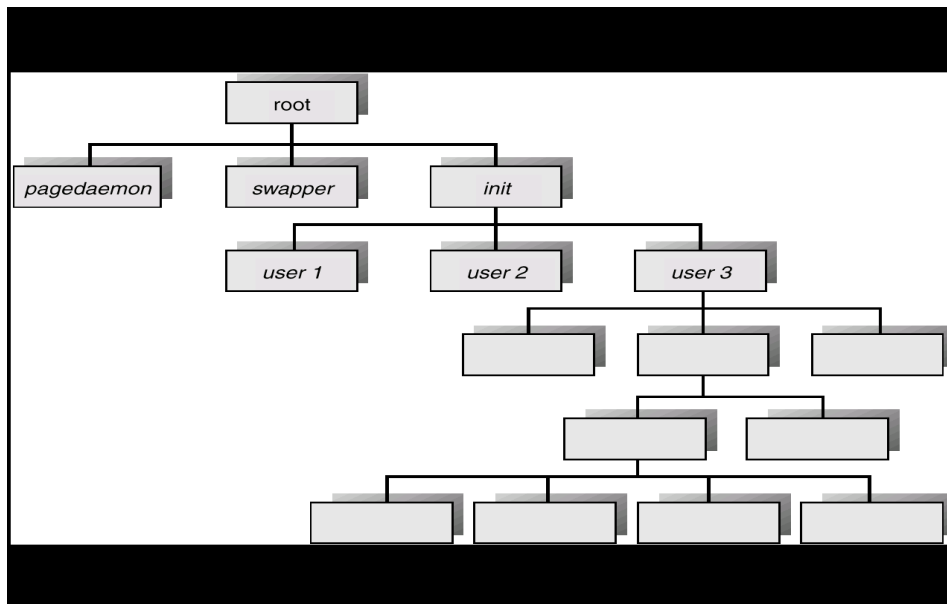 root
pagedaemon
swapper
init
user 1
user 2
user 3